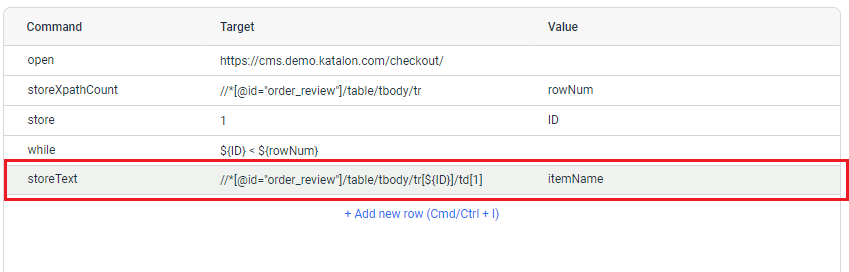 Command Target Value
open https://cms.demo.katalon.com/checkout/
storeXpathCount //*[@id="order_review"]/table/tbody/tr rowNum
store 1 ID
while ${ID} < ${rowNum}
storeText //*[@id="order_review"]/table/tbody/tr[${ID}]/td[1] itemName
+ Add new row (Cmd/Ctrl + I)